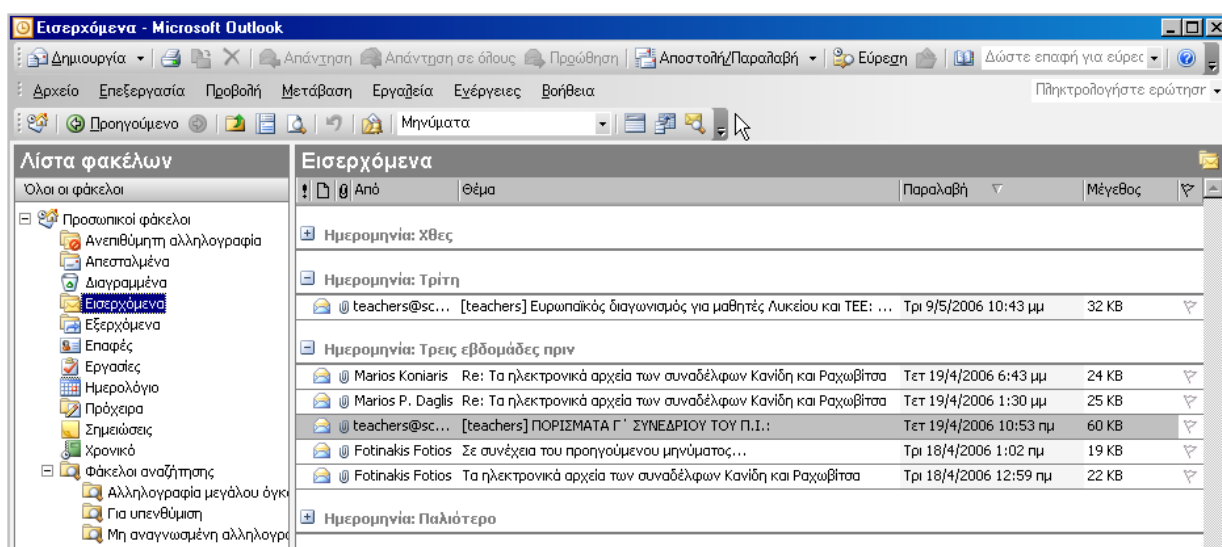 Εισερχόμενα - Microsoft Outlook
Δημιουργία Απάντηση Απάντηση σε όλους Προώθηση Αποστολή/Παραλαβή Εύρεση Δώστε επαφή για εύρεσ
Αρχείο Επεξεργασία Προβολή Μετάβαση Εργαλεία Ενέργειες Βοήθεια Πληκτρολογήστε ερώτησ
Προηγούμενο Μηνύματα
Λίστα φακέλων
Όλοι οι φάκελοι
Προσωπικοί φάκελοι
Ανεπιθύμητη αλληλογραφία
Απεσταλμένα
Διαγραμμένα
Εισερχόμενα
Εξερχόμενα
Επαφές
Εργασίες
Ημερολόγιο
Πρόχειρα
Σημειώσεις
Χρονικό
Φάκελοι αναζήτησης
Αλληλογραφία μεγάλου όγκ
Για υπενθύμιση
Μη αναγνωσμένη αλληλογρ
Εισερχόμενα
Από Θέμα Παραλαβή Μέγεθος
Ημερομηνία: Χθες
Ημερομηνία: Τρίτη
teachers@sc... [teachers] Ευρωπαϊκός διαγωνισμός για μαθητές Λυκείου και ΤΕΕ: ... Τρι 9/5/2006 10:43 μμ 32 KB
Ημερομηνία: Τρεις εβδομάδες πριν
Marios Koniaris Re: Τα ηλεκτρονικά αρχεία των συναδέλφων Κανίδη και Ραχωβίτσα Τετ 19/4/2006 6:43 μμ 24 KB
Marios P. Daglis Re: Τα ηλεκτρονικά αρχεία των συναδέλφων Κανίδη και Ραχωβίτσα Τετ 19/4/2006 1:30 μμ 25 KB
teachers@sc... [teachers] ΠΟΡΙΣΜΑΤΑ Γ΄ ΣΥΝΕΔΡΙΟΥ ΤΟΥ Π.Ι.: Τετ 19/4/2006 10:53 πμ 60 KB
Fotinakis Fotios Σε συνέχεια του προηγούμενου μηνύματος... Τρι 18/4/2006 1:02 πμ 19 KB
Fotinakis Fotios Τα ηλεκτρονικά αρχεία των συναδέλφων Κανίδη και Ραχωβίτσα Τρι 18/4/2006 12:59 πμ 22 KB
Ημερομηνία: Παλιότερο